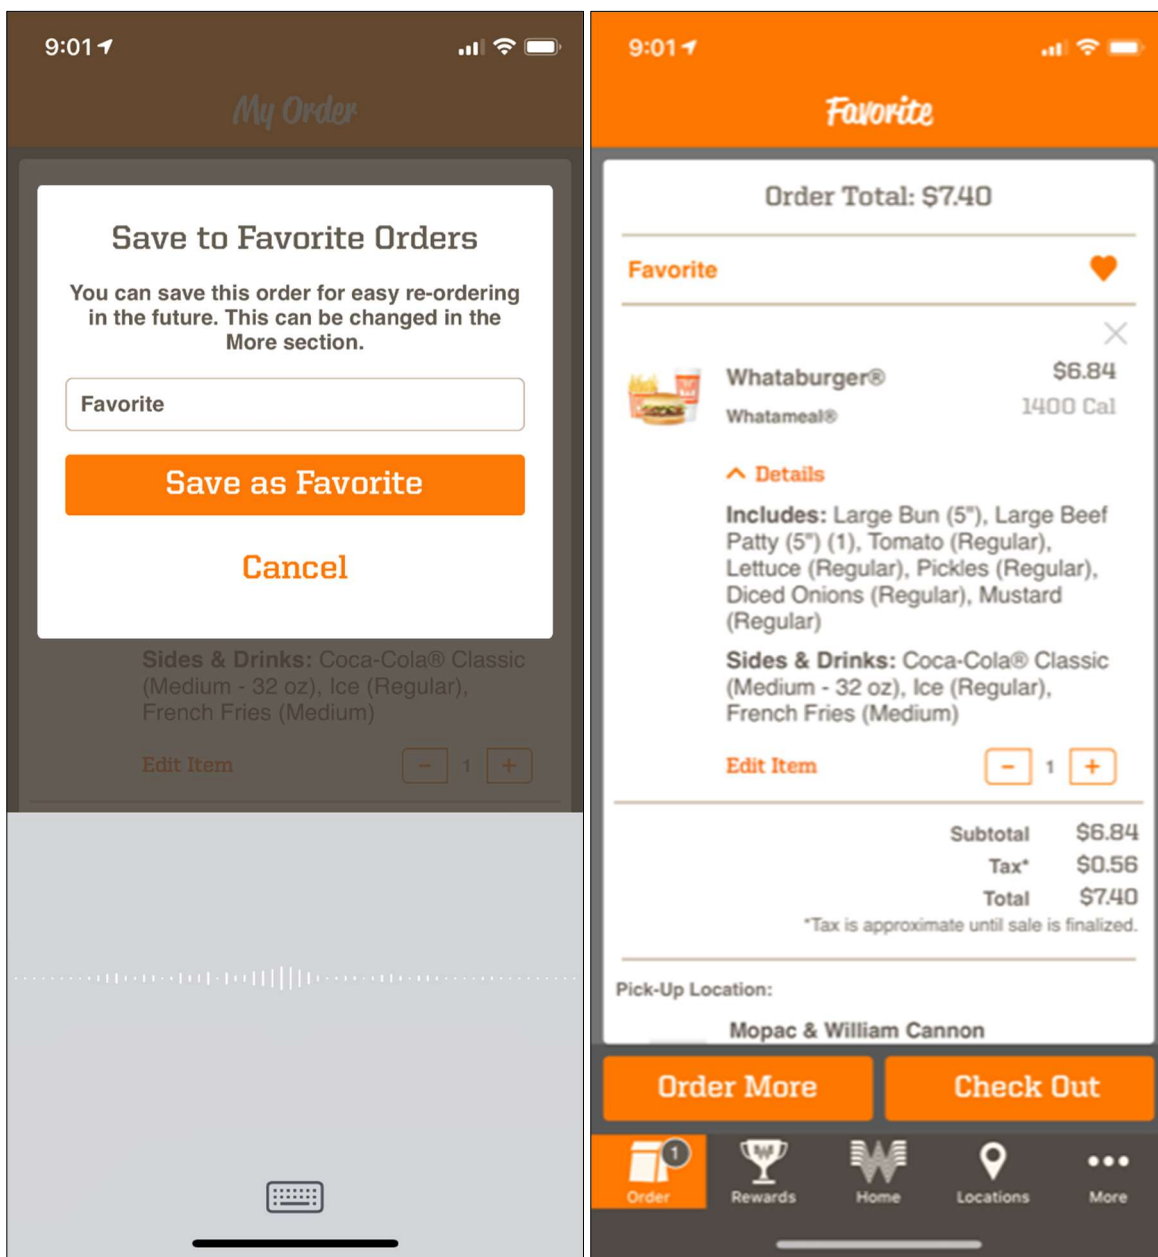 9:01
My Order
Save to Favorite Orders
You can save this order for easy re-ordering
in the future. This can be changed in the
More section.
Favorite
Save as Favorite
Cancel
Sides & Drinks: Coca-Cola® Classic
(Medium - 32 oz), Ice (Regular),
French Fries (Medium)
Edit Item
- 1 +
9:01
Favorite
Order Total: $7.40
Favorite
Whataburger® $6.84
Whatameal® 1400 Cal
Details
Includes: Large Bun (5"), Large Beef
Patty (5") (1), Tomato (Regular),
Lettuce (Regular), Pickles (Regular),
Diced Onions (Regular), Mustard
(Regular)
Sides & Drinks: Coca-Cola® Classic
(Medium - 32 oz), Ice (Regular),
French Fries (Medium)
Edit Item - 1 +
Subtotal $6.84
Tax* $0.56
Total $7.40
*Tax is approximate until sale is finalized.
Pick-Up Location:
Mopac & William Cannon
Order More Check Out
1
Order Rewards Home Locations More